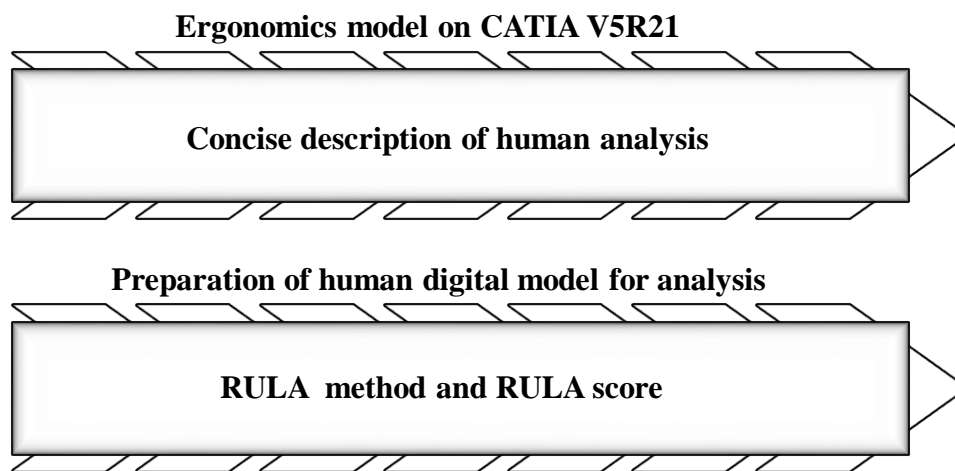 Ergonomics model on CATIA V5R21
Concise description of human analysis
Preparation of human digital model for analysis
RULA method and RULA score